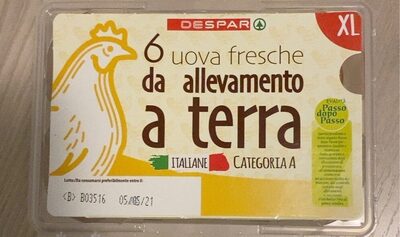 DESPAR
XL
6 uova fresche
da allevamento
a terra
ITALIANE CATEGORIA A
Passo
dopo
Passo
Lotto/Da consumarsi preferibilmente entro il:
<B> B03516 05/05/21